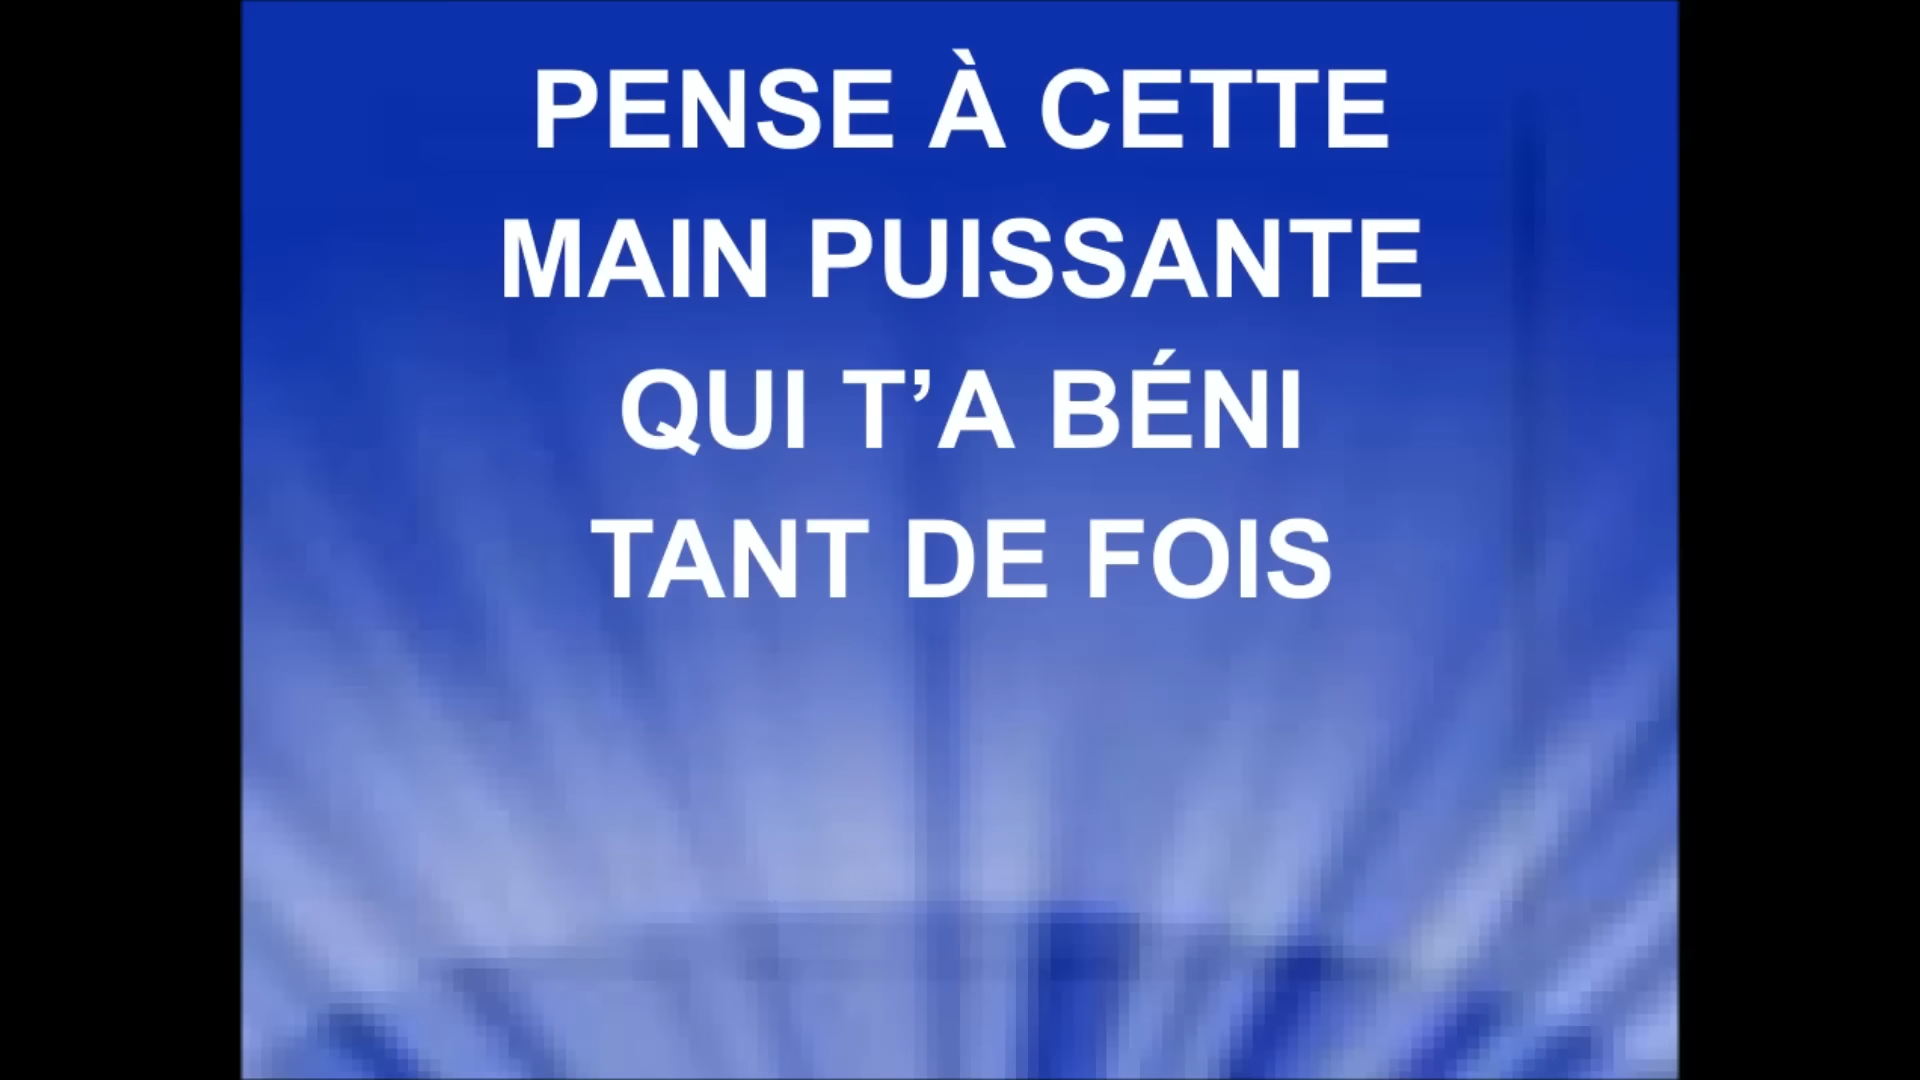 PENSE À CETTE
MAIN PUISSANTE
QUI T’A BÉNI
TANT DE FOIS